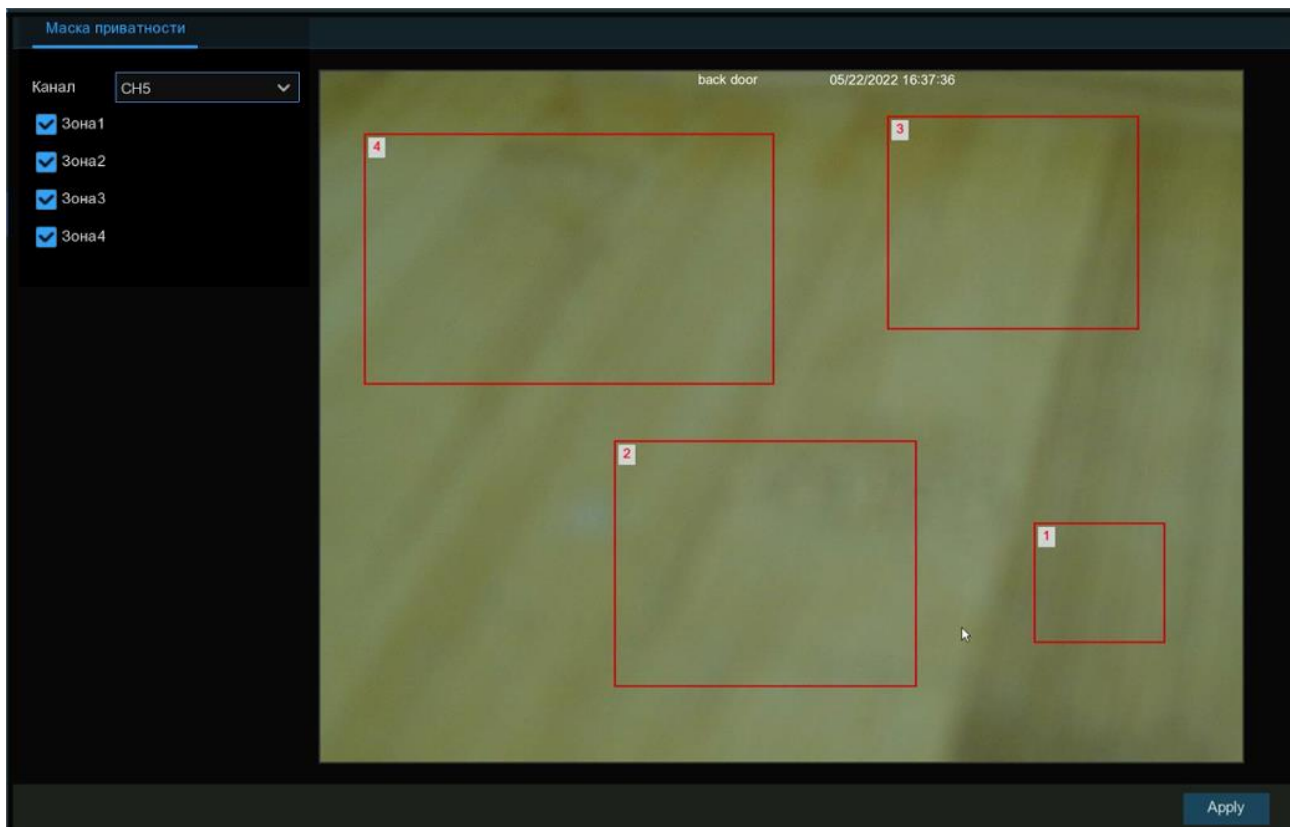 Маска приватности
Канал CH5
Зона1
Зона2
Зона3
Зона4
back door 05/22/2022 16:37:36
4
3
2
1
Apply